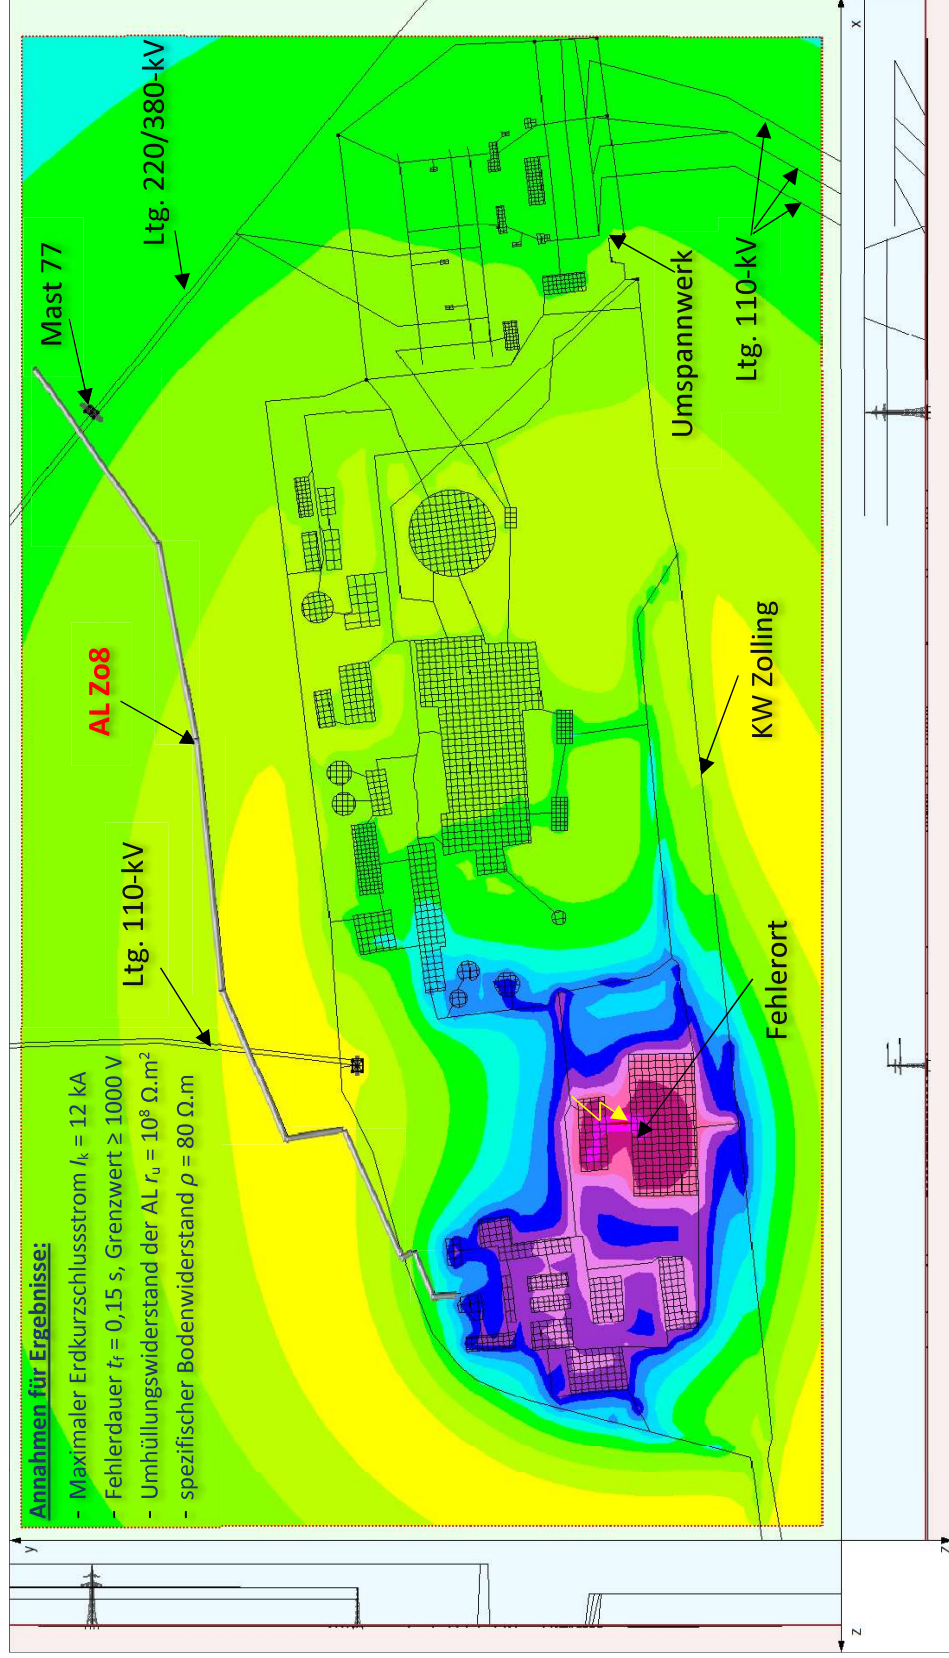 Annahmen für Ergebnisse:
- Maximaler Erdkurzschlussstrom Ik = 12 kA
- Fehlerdauer tf = 0,15 s, Grenzwert ≥ 1000 V
- Umhüllungswiderstand der AL ru = 10⁸ Ω.m²
- spezifischer Bodenwiderstand ρ = 80 Ω.m
Ltg. 110-kV
AL Zo8
Mast 77
Ltg. 220/380-kV
Fehlerort
KW Zolling
Umspannwerk
Ltg. 110-kV
y
x
z
z